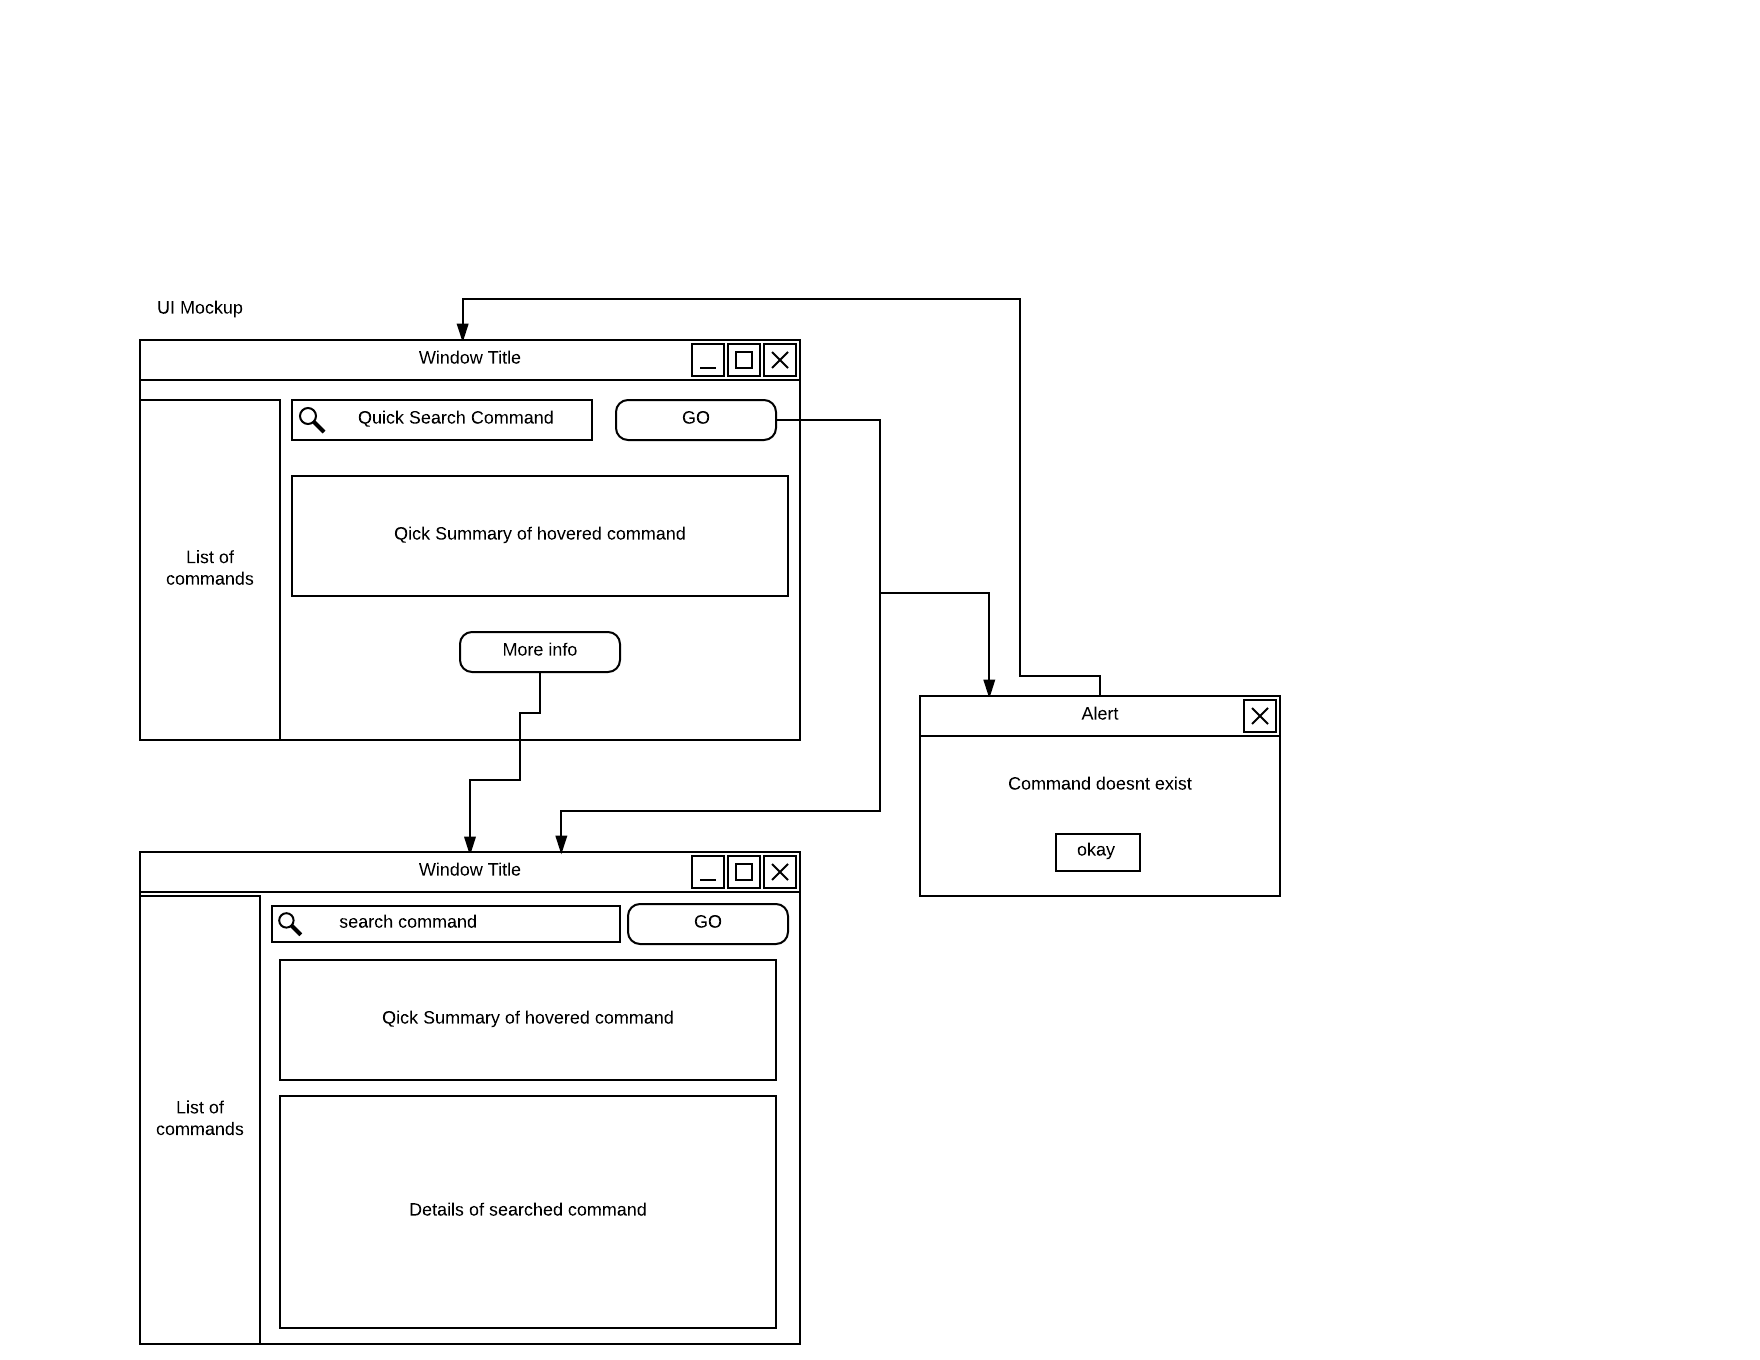 UI Mockup
Window Title
Quick Search Command
GO
Qick Summary of hovered command
List of
commands
More info
Alert
Command doesnt exist
okay
Window Title
search command
GO
Qick Summary of hovered command
List of
commands
Details of searched command